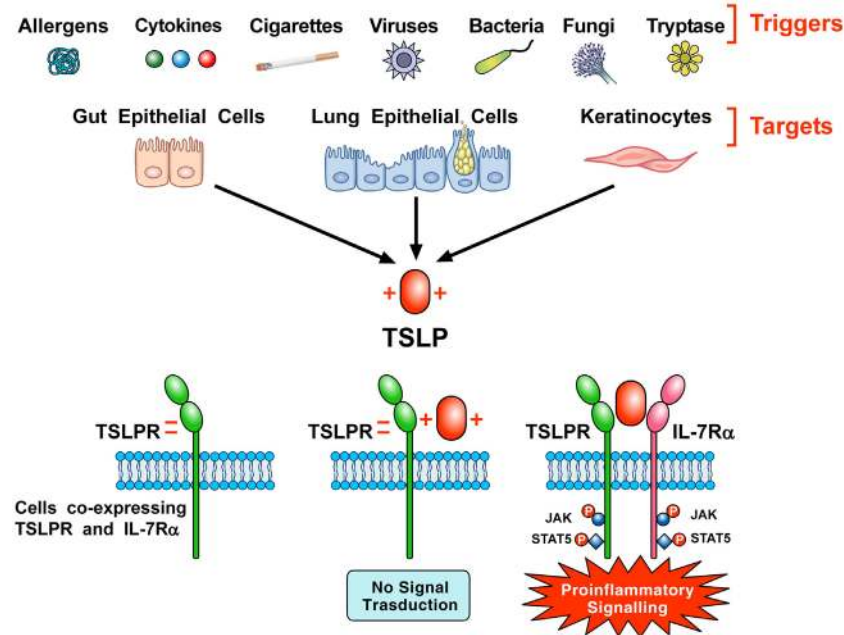 Allergens Cytokines Cigarettes Viruses Bacteria Fungi Tryptase Triggers
Gut Epithelial Cells Lung Epithelial Cells Keratinocytes Targets
+ +
TSLP
TSLPR = TSLPR = + + TSLPR IL-7Rα
Cells co-expressing
TSLPR and IL-7Rα
P P
JAK JAK
STAT5 P P STAT5
No Signal
Trasduction
Proinflammatory
Signalling